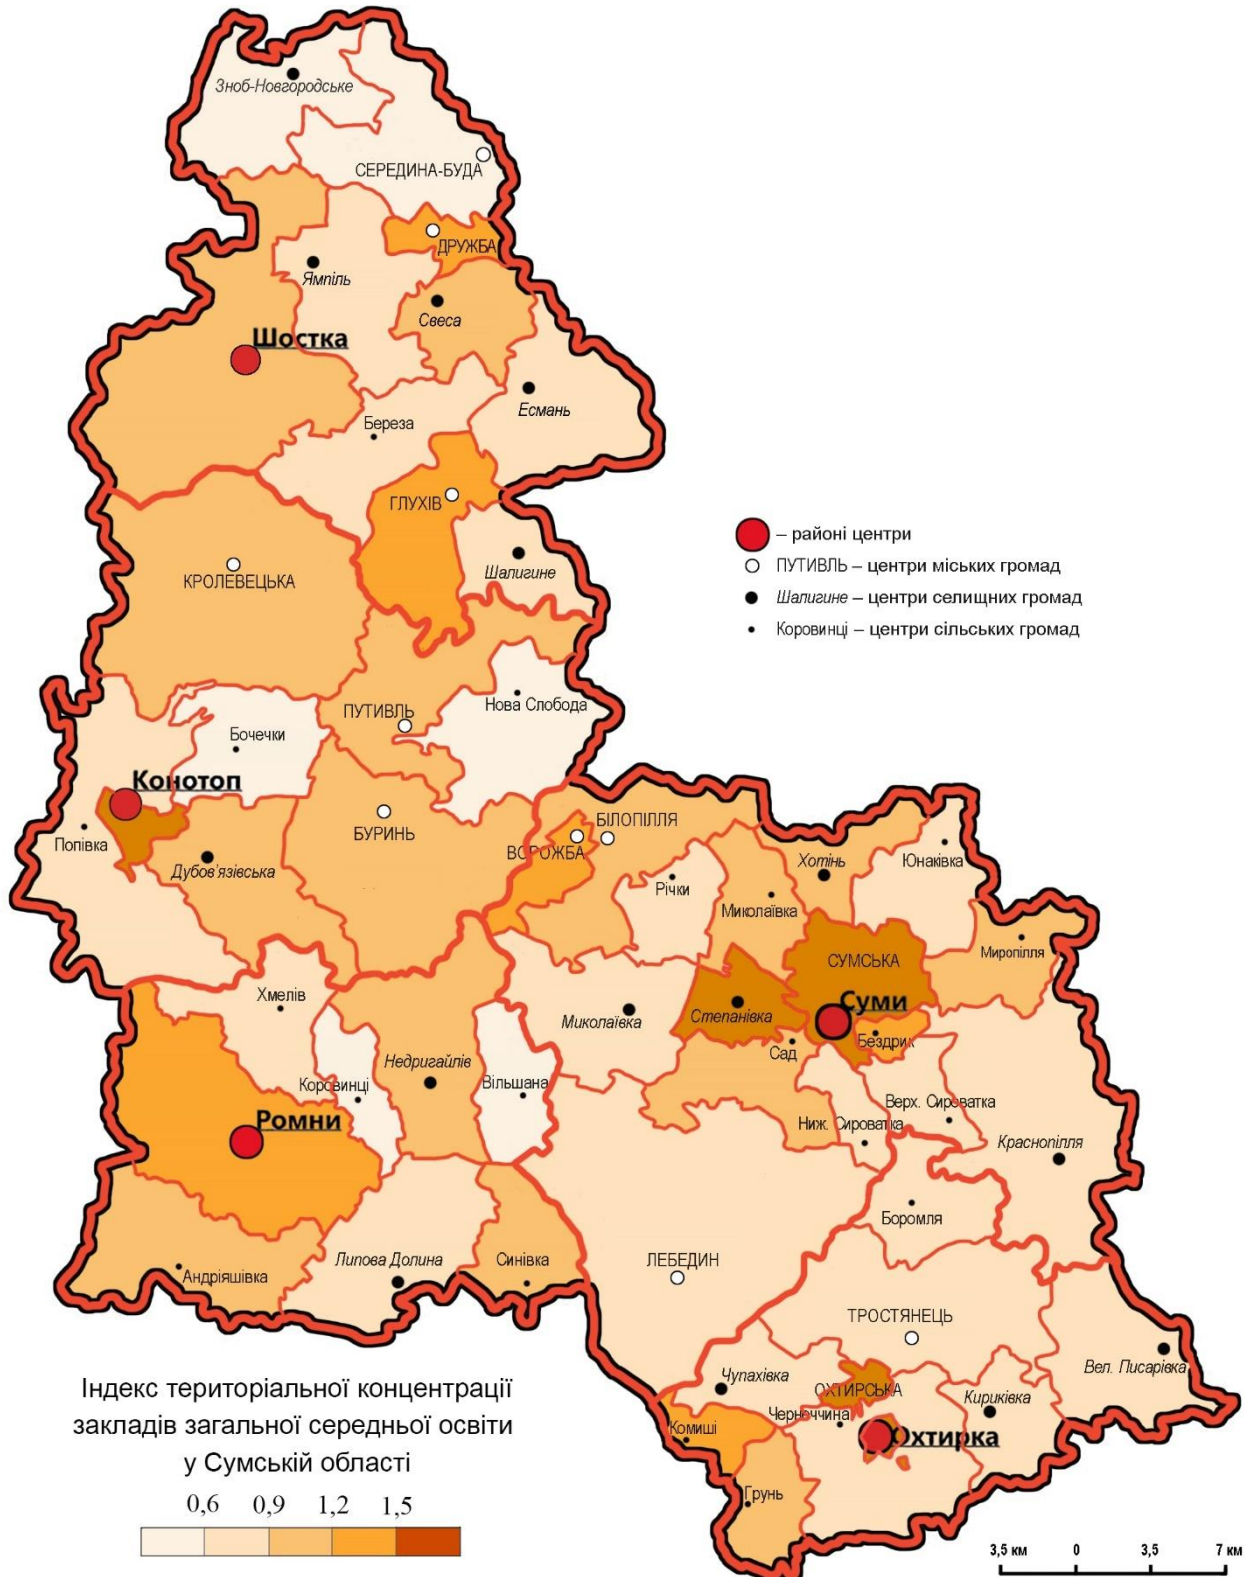 Зноб-Новгородське
СЕРЕДИНА-БУДА
ДРУЖБА
Ямпіль
Свеса
Шостка
Есмань
Береза
ГЛУХІВ
Шалигине
КРОЛЕВЕЦЬКА
– районі центри
ПУТИВЛЬ – центри міських громад
Шалигине – центри селищних громад
Коровинці – центри сільських громад
Нова Слобода
ПУТИВЛЬ
Бочечки
Конотоп
БУРИНЬ
Попівка
Дубов'язівська
БІЛОПІЛЛЯ
ВОРОЖБА
Хотінь
Юнаківка
Річки
Миколаївка
Миропілля
СУМСЬКА
Хмелів
Суми
Миколаївка
Степанівка
Бездрик
Сад
Недригайлів
Коровинці
Вільшана
Верх. Сироватка
Ниж. Сироватка
Ромни
Краснопілля
Боромля
Липова Долина
Синівка
Андріяшівка
ЛЕБЕДИН
ТРОСТЯНЕЦЬ
Вел. Писарівка
Чупахівка
ОХТИРСЬКА
Кириківка
Чернеччина
Комиші
Охтирка
Грунь
Індекс територіальної концентрації
закладів загальної середньої освіти
у Сумській області
0,6 0,9 1,2 1,5
3,5 км 0 3,5 7 км